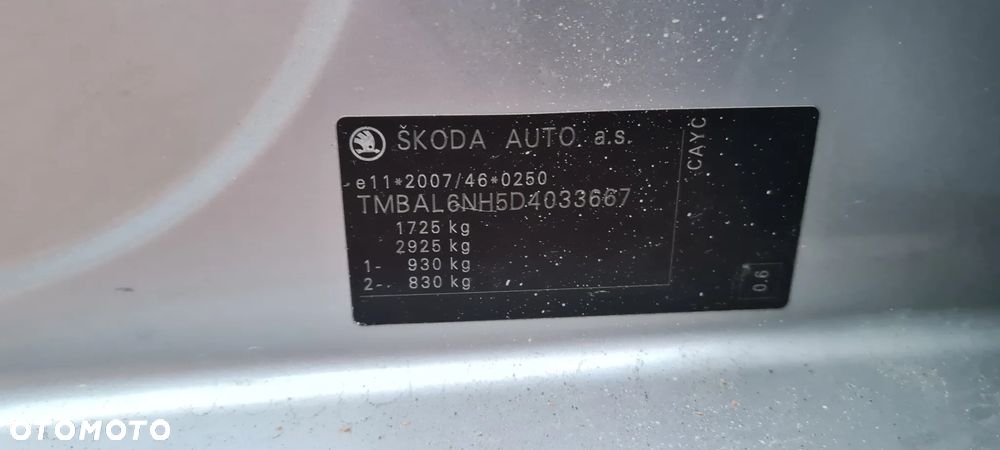 ŠKODA AUTO a.s.
e11*2007/46*0250
TMBAL6NH5D4033667
1725 kg
2925 kg
1- 930 kg
2- 830 kg
CAYC
0.6
OTOMOTO